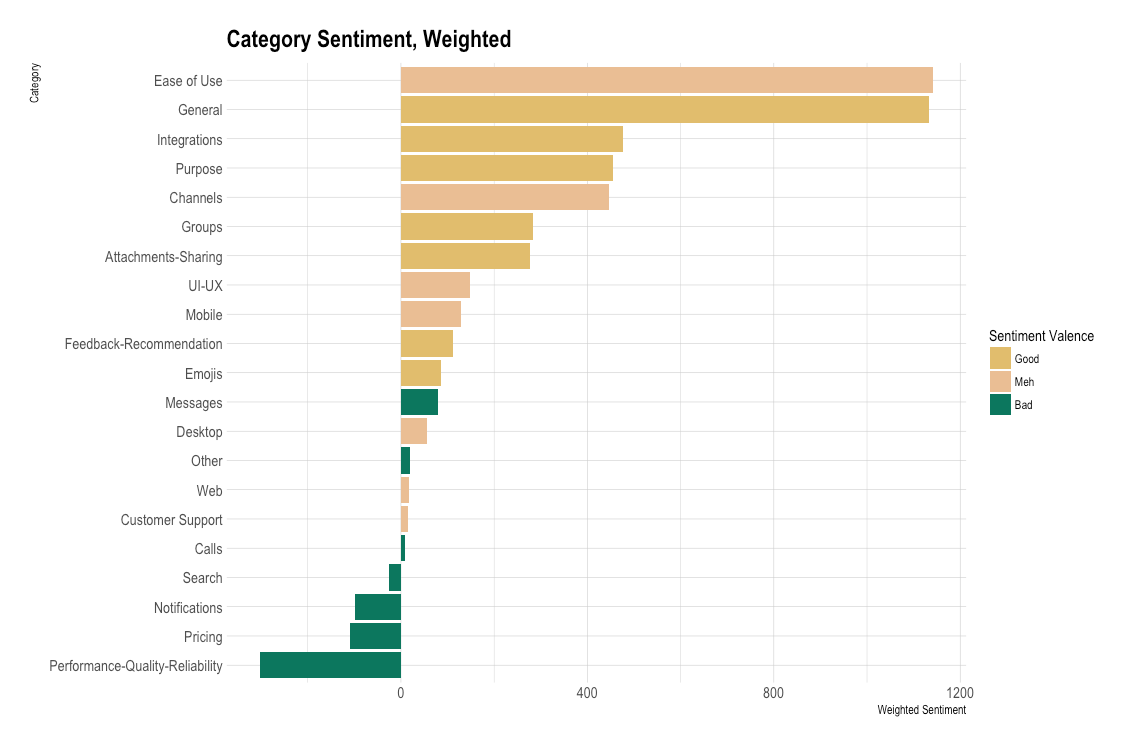 Category Sentiment, Weighted
Category
Ease of Use
General
Integrations
Purpose
Channels
Groups
Attachments-Sharing
UI-UX
Mobile
Feedback-Recommendation
Emojis
Messages
Desktop
Other
Web
Customer Support
Calls
Search
Notifications
Pricing
Performance-Quality-Reliability
0 400 800 1200
Weighted Sentiment
Sentiment Valence
Good
Meh
Bad